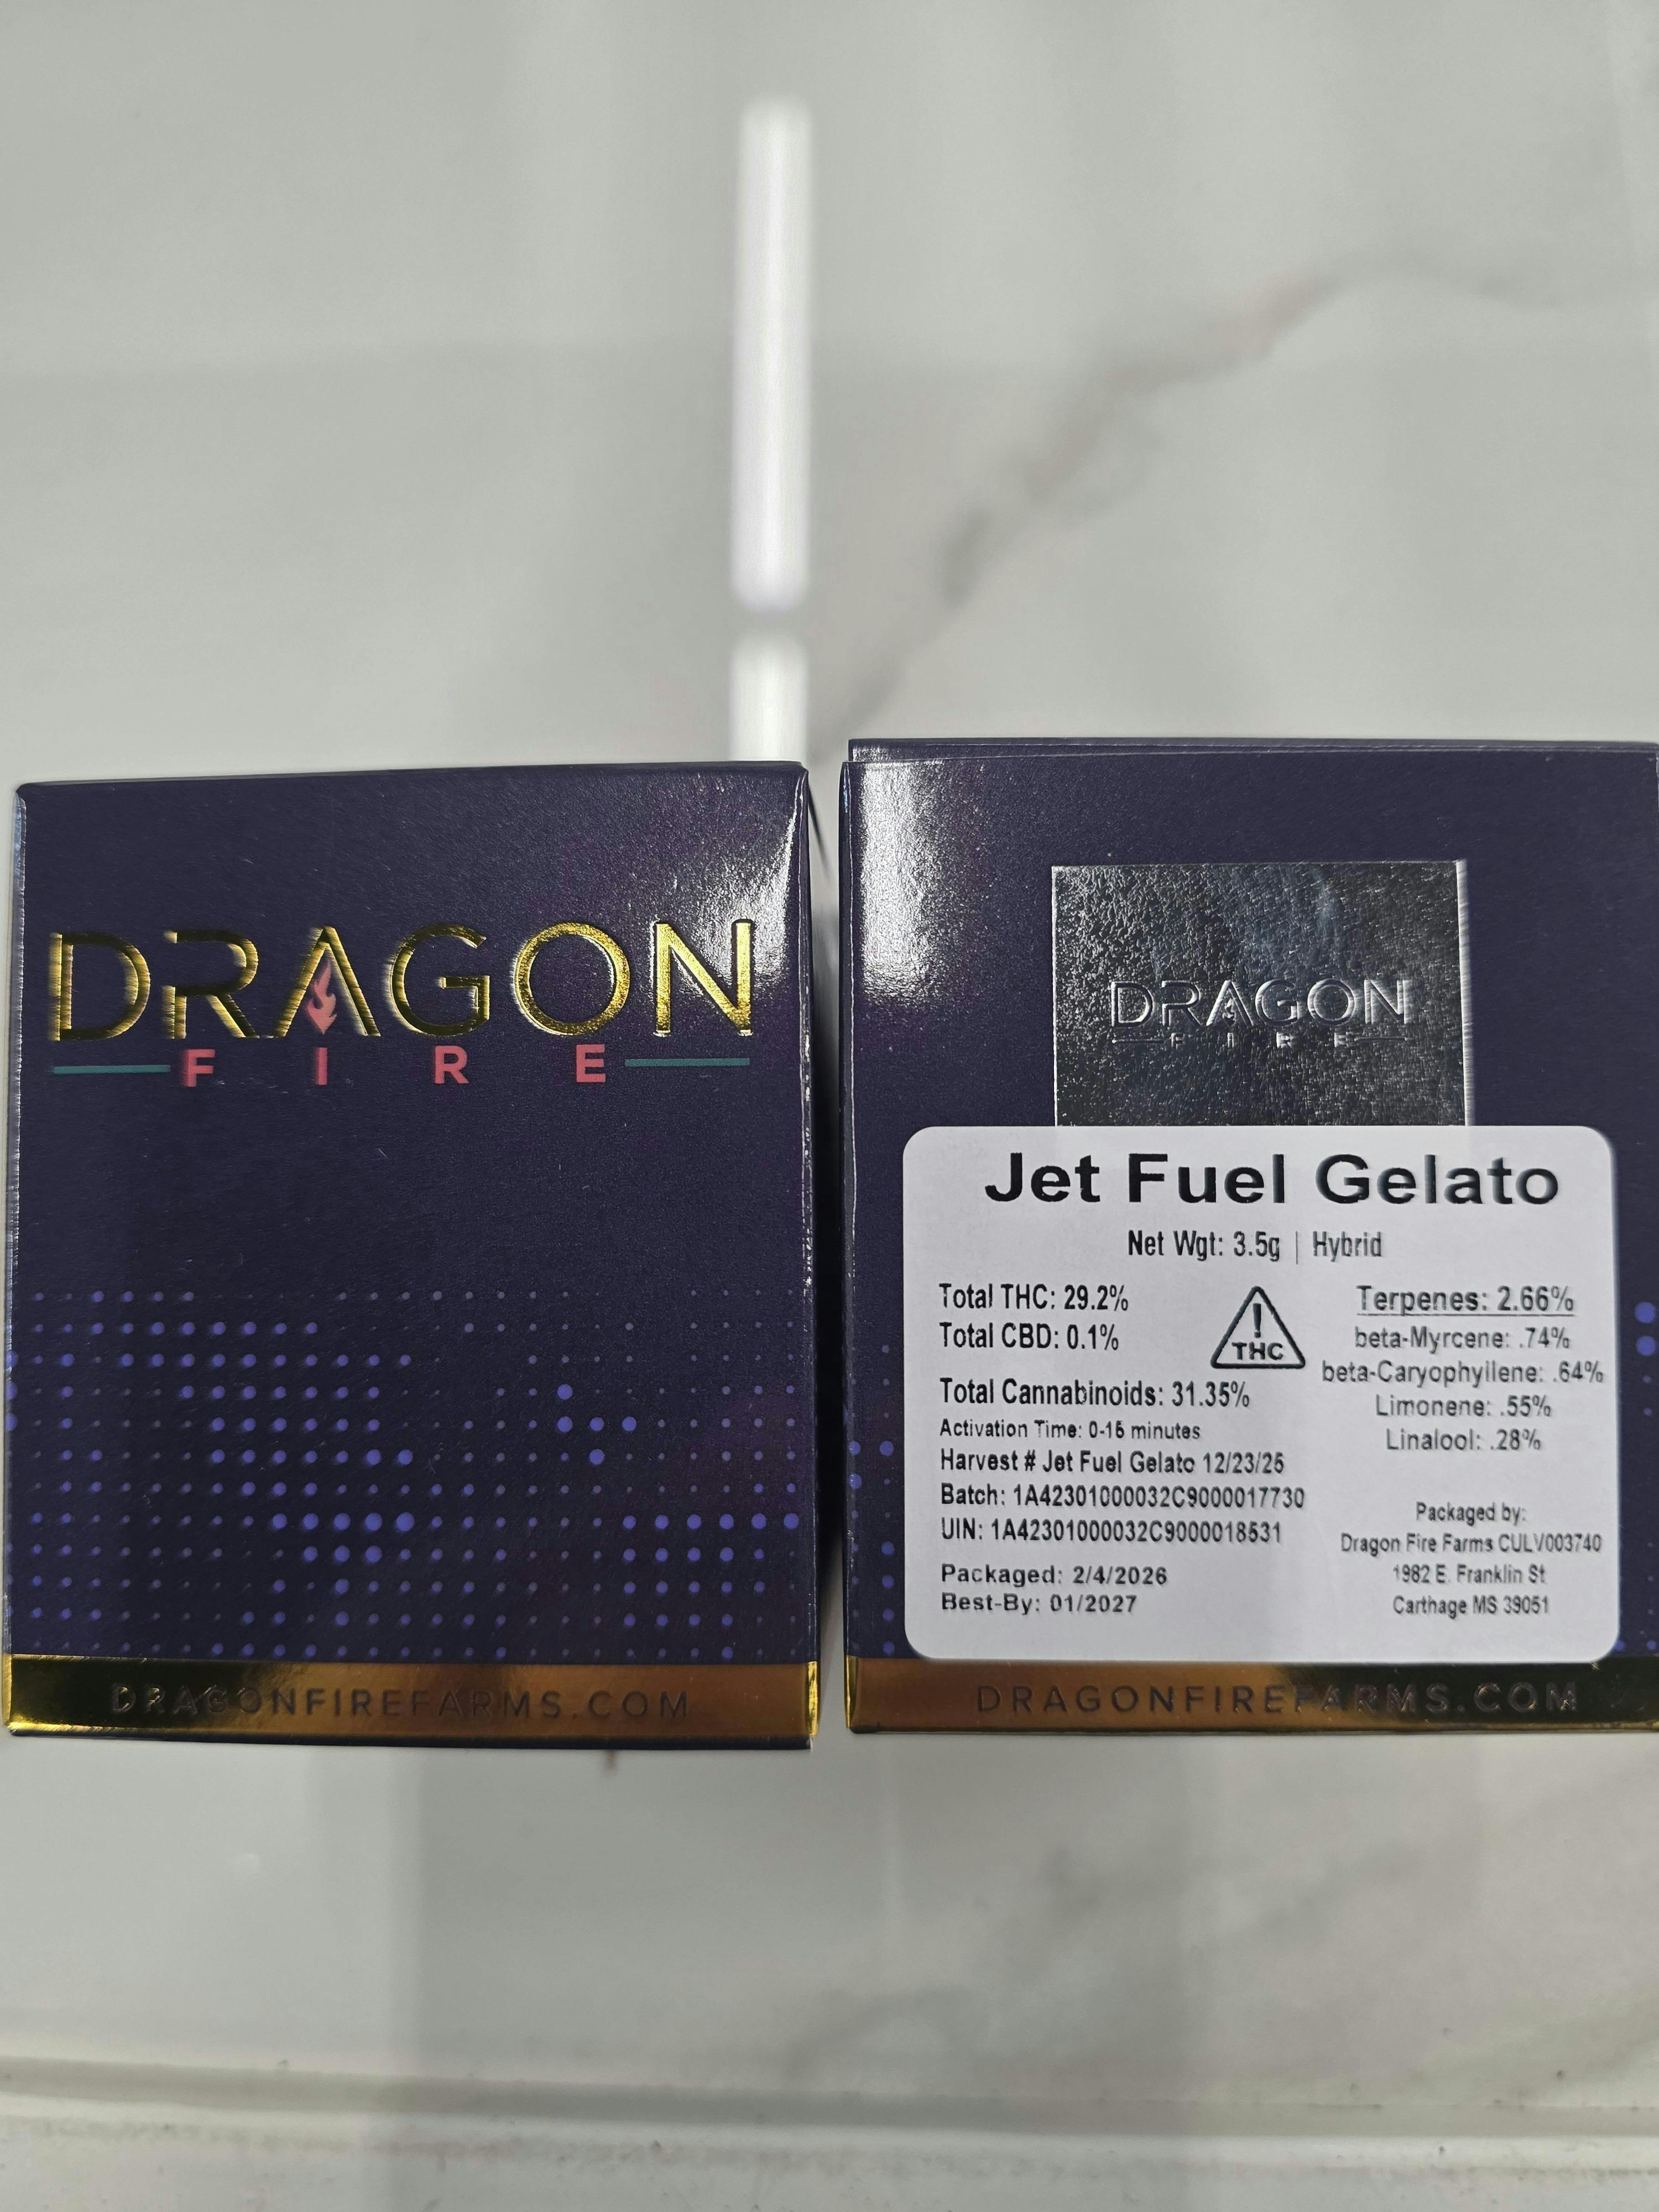 DRAGON
FIRE
DRAGONFIREFARMS.COM
DRAGON
FIRE
Jet Fuel Gelato
Net Wgt: 3.5g | Hybrid
Total THC: 29.2%
Total CBD: 0.1%
!
THC
Total Cannabinoids: 31.35%
Activation Time: 0-15 minutes
Harvest # Jet Fuel Gelato 12/23/25
Batch: 1A42301000032C9000017730
UIN: 1A42301000032C9000018531
Packaged: 2/4/2026
Best-By: 01/2027
Terpenes: 2.66%
beta-Myrcene: .74%
beta-Caryophyllene: .64%
Limonene: .55%
Linalool: .28%
Packaged by:
Dragon Fire Farms CULV003740
1982 E. Franklin St
Carthage MS 39051
DRAGONFIREFARMS.COM